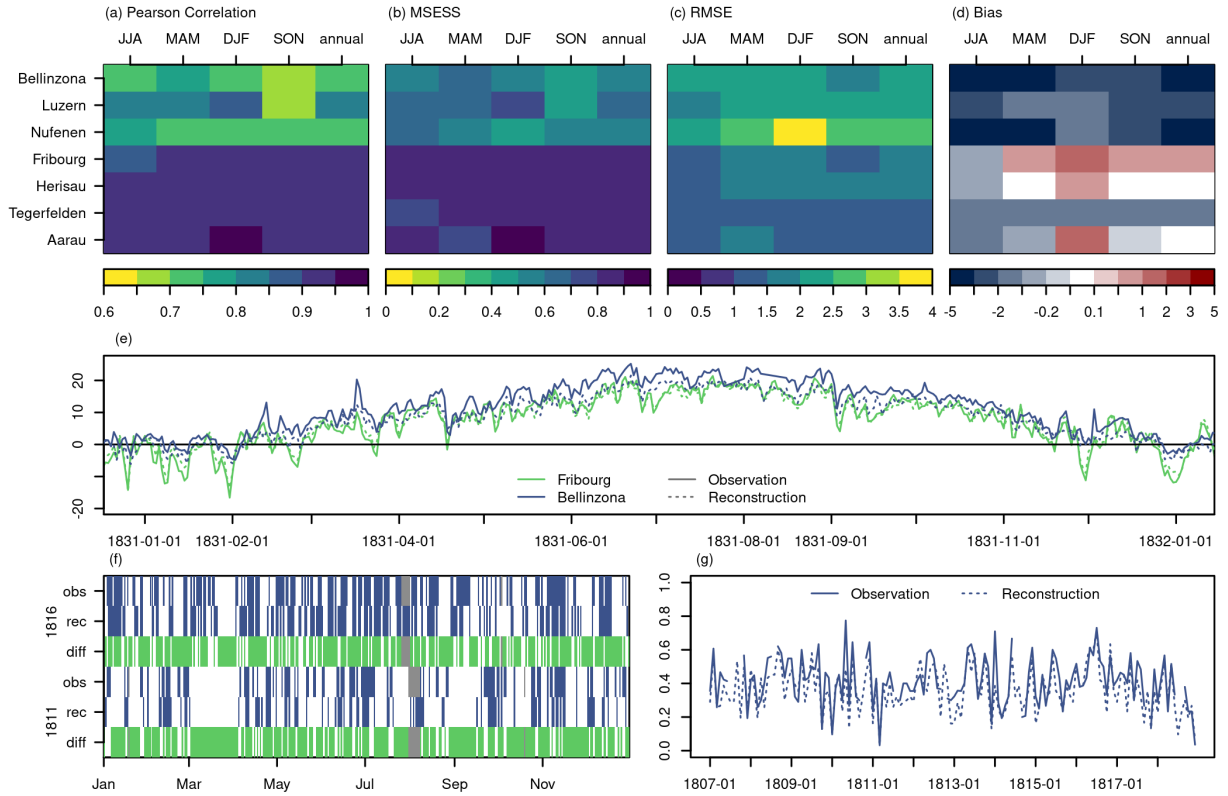 (a) Pearson Correlation (b) MSESS (c) RMSE (d) Bias
JJA MAM DJF SON annual JJA MAM DJF SON annual JJA MAM DJF SON annual JJA MAM DJF SON annual
Bellinzona
Luzern
Nufenen
Fribourg
Herisau
Tegerfelden
Aarau
0.6 0.7 0.8 0.9 1 0 0.2 0.4 0.6 0.8 1 0 0.5 1 1.5 2 2.5 3 3.5 4 -5 -2 -0.2 0.1 1 2 3 5
(e)
20
10
0
-20
Fribourg Observation
Bellinzona Reconstruction
1831-01-01 1831-02-01 1831-04-01 1831-06-01 1831-08-01 1831-09-01 1831-11-01 1832-01-01
(f) (g)
1816
obs
rec
diff
1811
obs
rec
diff
Jan Mar May Jul Sep Nov
Observation Reconstruction
1.0
0.8
0.6
0.4
0.2
0.0
1807-01 1809-01 1811-01 1813-01 1815-01 1817-01